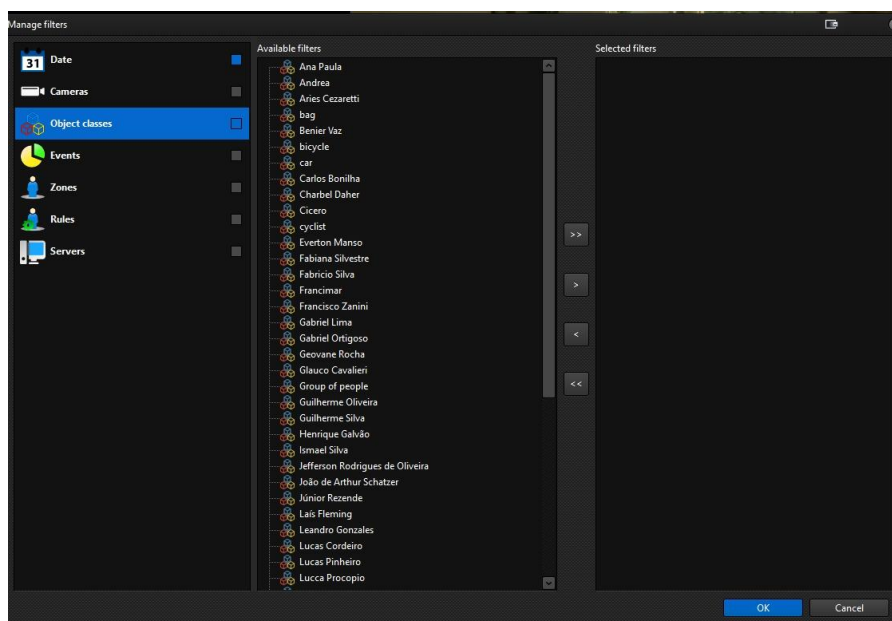 Manage filters
31 Date
Cameras
Object classes
Events
Zones
Rules
Servers
Available filters
Ana Paula
Andrea
Aries Cezaretti
bag
Benier Vaz
bicycle
car
Carlos Bonilha
Charbel Daher
Cicero
cyclist
Everton Manso
Fabiana Silvestre
Fabricio Silva
Francimar
Francisco Zanini
Gabriel Lima
Gabriel Ortigoso
Geovane Rocha
Glauco Cavalieri
Group of people
Guilherme Oliveira
Guilherme Silva
Henrique Galvão
Ismael Silva
Jefferson Rodrigues de Oliveira
João de Arthur Schatzer
Júnior Rezende
Laís Fleming
Leandro Gonzales
Lucas Cordeiro
Lucas Pinheiro
Lucca Procopio
>>
>
<
<<
Selected filters
OK Cancel